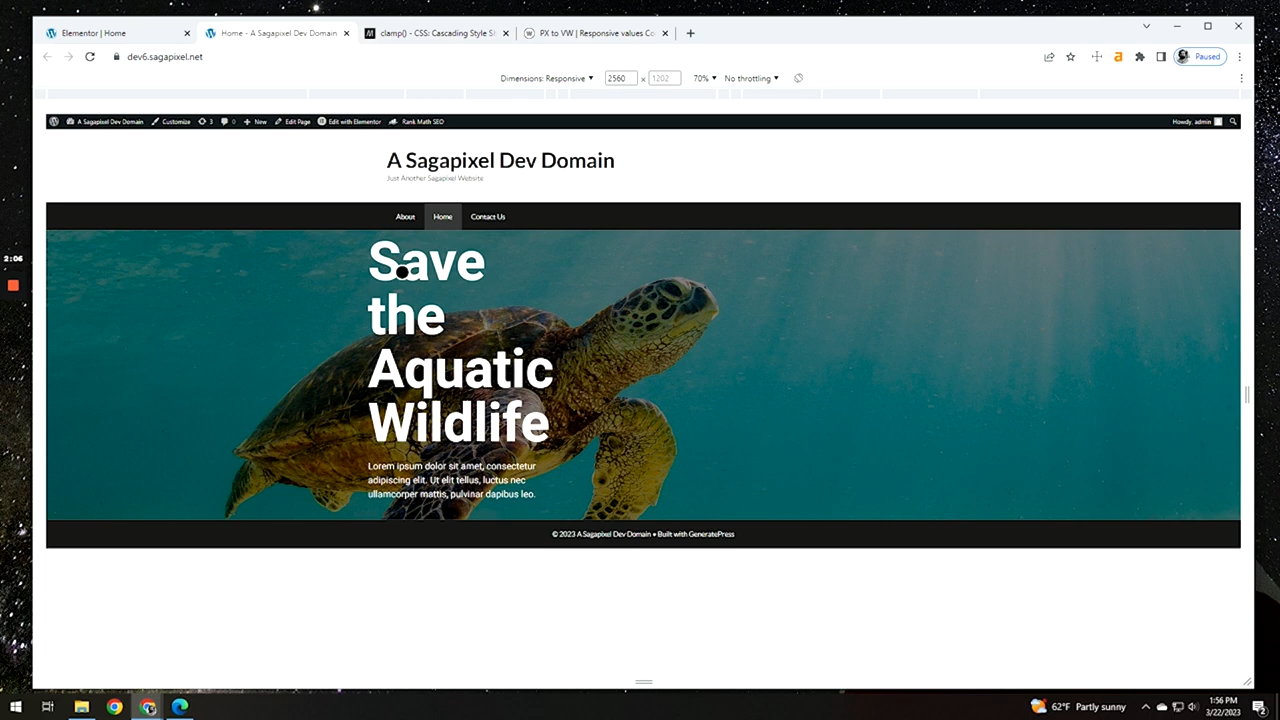 Elementor | Home
Home - A Sagapixel Dev Domain
clamp() - CSS: Cascading Style Sh
PX to VW | Responsive values Co
dev6.sagapixel.net
Paused
Dimensions: Responsive 2560 x 1202 70% No throttling
A Sagapixel Dev Domain Customize 3 0 New Edit Page Edit with Elementor Rank Math SEO Howdy, admin
A Sagapixel Dev Domain
Just Another Sagapixel Website
About Home Contact Us
2:06
Save
the
Aquatic
Wildlife
Lorem ipsum dolor sit amet, consectetur
adipiscing elit. Ut elit tellus, luctus nec
ullamcorper mattis, pulvinar dapibus leo.
© 2023 A Sagapixel Dev Domain • Built with GeneratePress
62°F Partly sunny
1:56 PM
3/22/2023
2